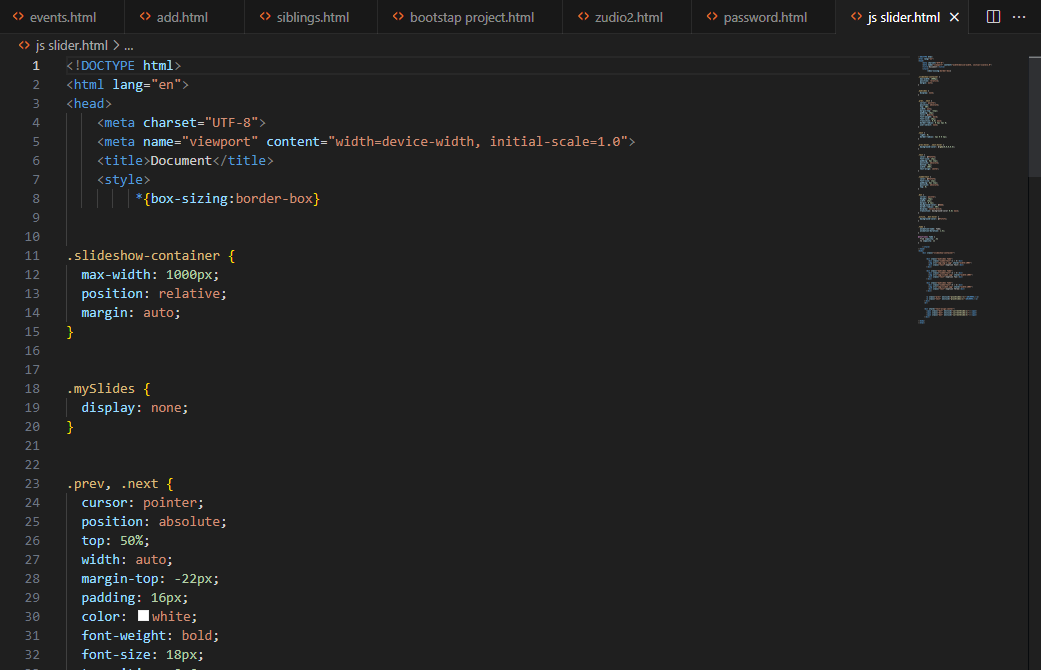 events.html add.html siblings.html bootstap project.html zudio2.html password.html js slider.html
js slider.html > ...
1 <!DOCTYPE html>
2 <html lang="en">
3 <head>
4 <meta charset="UTF-8">
5 <meta name="viewport" content="width=device-width, initial-scale=1.0">
6 <title>Document</title>
7 <style>
8 *{box-sizing:border-box}
9
10
11 .slideshow-container {
12 max-width: 1000px;
13 position: relative;
14 margin: auto;
15 }
16
17
18 .mySlides {
19 display: none;
20 }
21
22
23 .prev, .next {
24 cursor: pointer;
25 position: absolute;
26 top: 50%;
27 width: auto;
28 margin-top: -22px;
29 padding: 16px;
30 color: white;
31 font-weight: bold;
32 font-size: 18px;